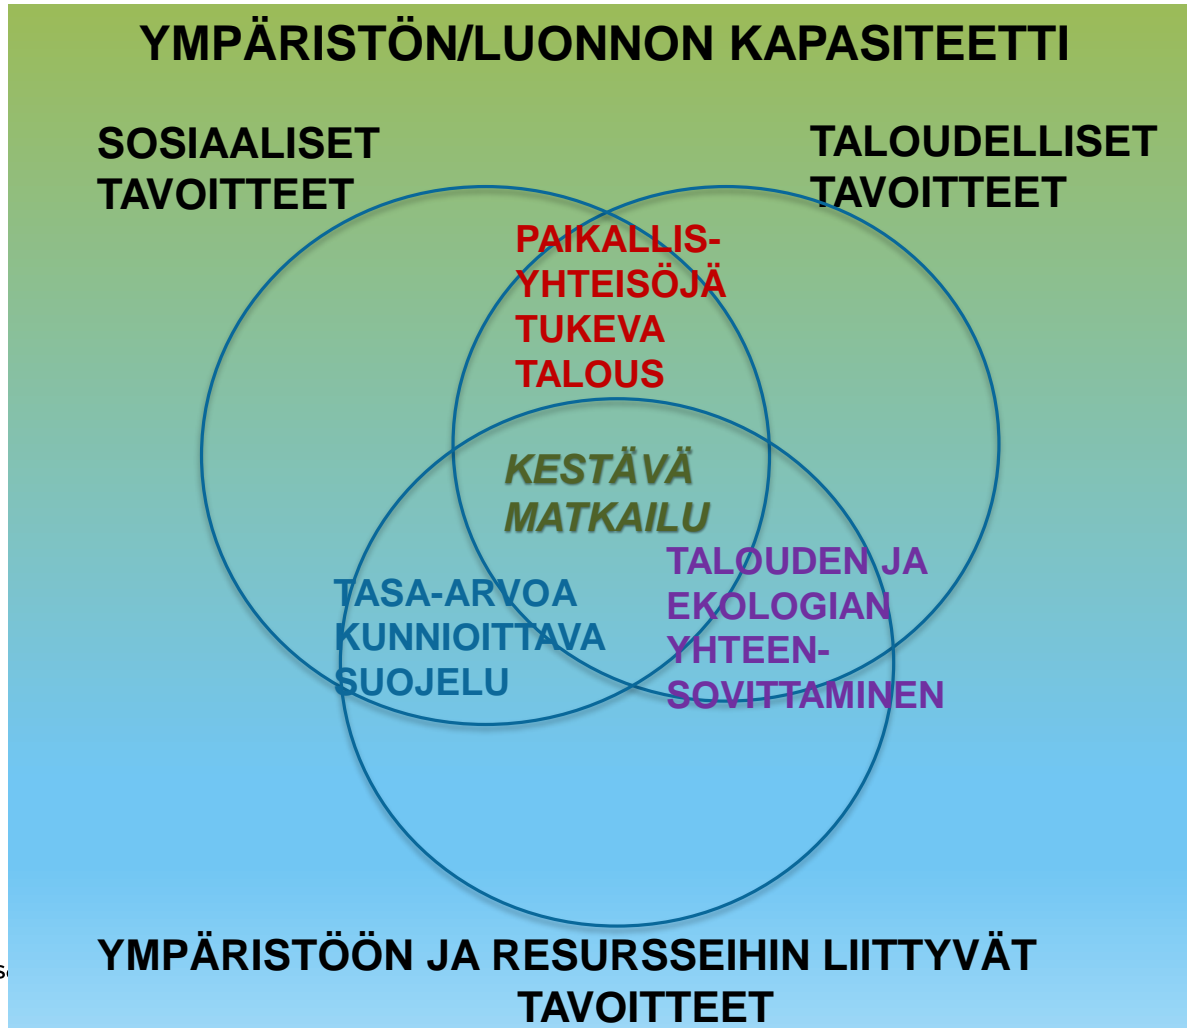 YMPÄRISTÖN/LUONNON KAPASITEETTI
SOSIAALISET
TAVOITTEET
TALOUDELLISET
TAVOITTEET
PAIKALLIS-
YHTEISÖJÄ
TUKEVA
TALOUS
KESTÄVÄ
MATKAILU
TASA-ARVOA
KUNNIOITTAVA
SUOJELU
TALOUDEN JA
EKOLOGIAN
YHTEEN-
SOVITTAMINEN
YMPÄRISTÖÖN JA RESURSSEIHIN LIITTYVÄT
TAVOITTEET